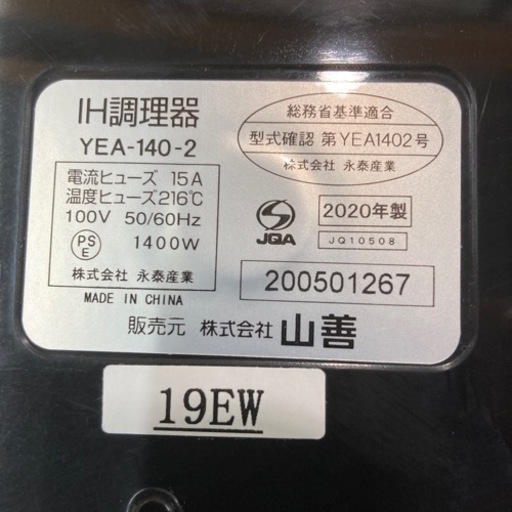 IH調理器
YEA-140-2
電流ヒューズ 15A
温度ヒューズ216℃
100V 50/60Hz
PS
E
1400W
株式会社 永泰産業
MADE IN CHINA
総務省基準適合
型式確認 第YEA1402号
株式会社 永泰産業
JQA
2020年製
JQ10508
200501267
販売元 株式会社 山善
19EW